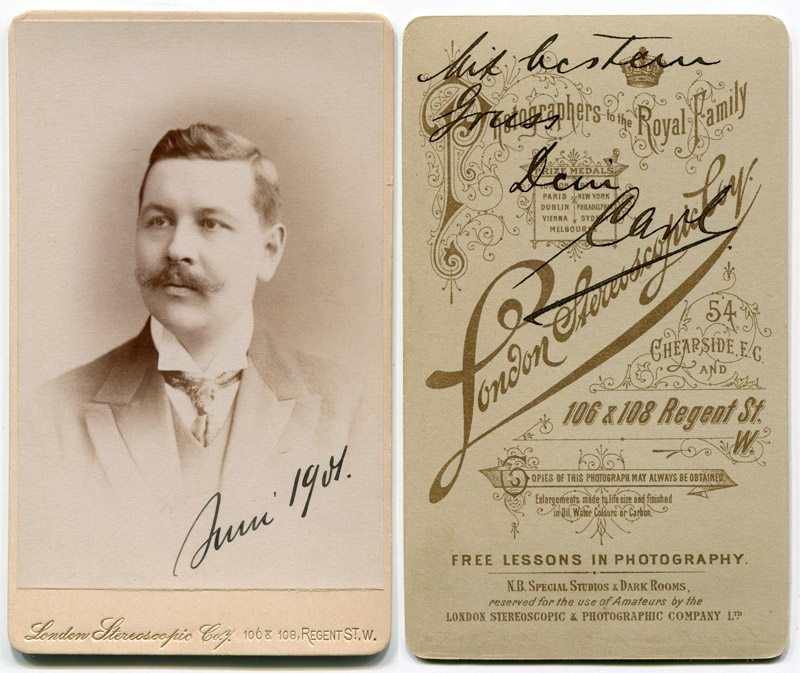 Juni 1901.
London Stereoscopic Coy. 106 & 108, REGENT ST. W.
Mit bestem
Gruss
Dein
Carl
Photographers to the Royal Family
PRIZE MEDALS.
PARIS NEW YORK
DUBLIN PHILADELPHIA
VIENNA SYDNEY
MELBOURNE
London Stereoscopic Coy.
54
CHEAPSIDE, E.C.
AND
106 & 108 Regent St.
W.
COPIES OF THIS PHOTOGRAPH MAY ALWAYS BE OBTAINED.
Enlargements made to life size and finished
in Oil, Water Colours or Carbon.
FREE LESSONS IN PHOTOGRAPHY.
N.B. SPECIAL STUDIOS & DARK ROOMS,
reserved for the use of Amateurs by the
LONDON STEREOSCOPIC & PHOTOGRAPHIC COMPANY LTD